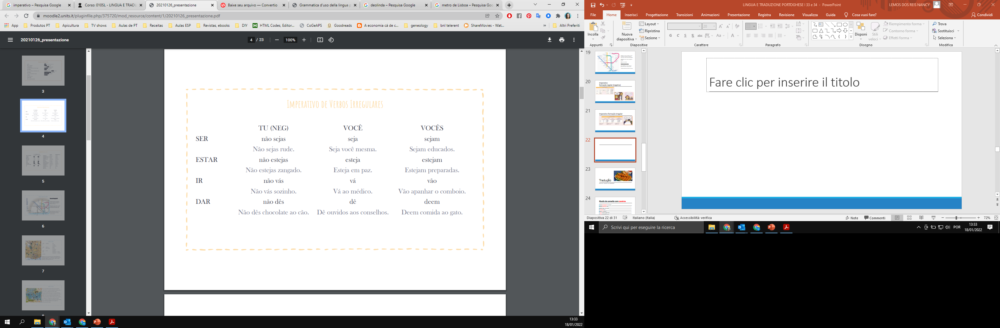 imperativo – Pesquisa Google
Corso: 010SL - LINGUA E TRADU
20210126_presentazione
Baixe seu arquivo — Convertio
Grammatica d'uso della lingua p
deolinda – Pesquisa Google
metro de Lisboa – Pesquisa Goo
moodle2.units.it/pluginfile.php/375720/mod_resource/content/1/20210126_presentazione.pdf
App
Produtos PT
Apicultura
TV shows
Aulas de PT
Receitas
Aulas ESP
Revistas, ebooks
DIY
HTML Codes, Editor...
CoGeAPS
Goodreads
A economia cá de c...
geneology
bnl telerent
ShareMovies - Wat...
»
Altri Preferiti
20210126_presentazione
4 / 23
100%
3
4
5
6
7
IMPERATIVO DE VERBOS IRREGULARES
TU (NEG) VOCÊ VOCÊS
SER não sejas seja sejam
Não sejas rude. Seja você mesma. Sejam educados.
ESTAR não estejas esteja estejam
Não estejas zangado. Esteja em paz. Estejam preparadas.
IR não vás vá vão
Não vás sozinho. Vá ao médico. Vão apanhar o comboio.
DAR não dês dê deem
Não dês chocolate ao cão. Dê ouvidos aos conselhos. Deem comida ao gato.
13:33
18/01/2022
LINGUA E TRADUZIONE PORTOGHESE I 33 e 34 - PowerPoint
LEMOS DOS REIS NANCY
File
Home
Inserisci
Progettazione
Transizioni
Animazioni
Presentazione
Registra
Revisione
Visualizza
Guida
Cosa vuoi fare?
Condividi
Incolla
Appunti
Nuova
diapositiva
Layout
Ripristina
Sezione
Diapositive
20
G C S S abc AV
Aa
A
Carattere
Paragrafo
Disponi
Stili
veloci
Riempimento forma
Contorno forma
Effetti forma
Disegno
Trova
Sostituisci
Seleziona
Modifica
19
20
Imperativo
formação regular (negativa)
21
Imperativo formação irregular
22
23
Tradução
24
Rissóis de camarão com coentros
Fare clic per inserire il titolo
Diapositiva 22 di 31
Italiano (Italia)
Accessibilità: verifica
Note
Commenti
72%
Scrivi qui per eseguire la ricerca
POR
13:33
18/01/2022